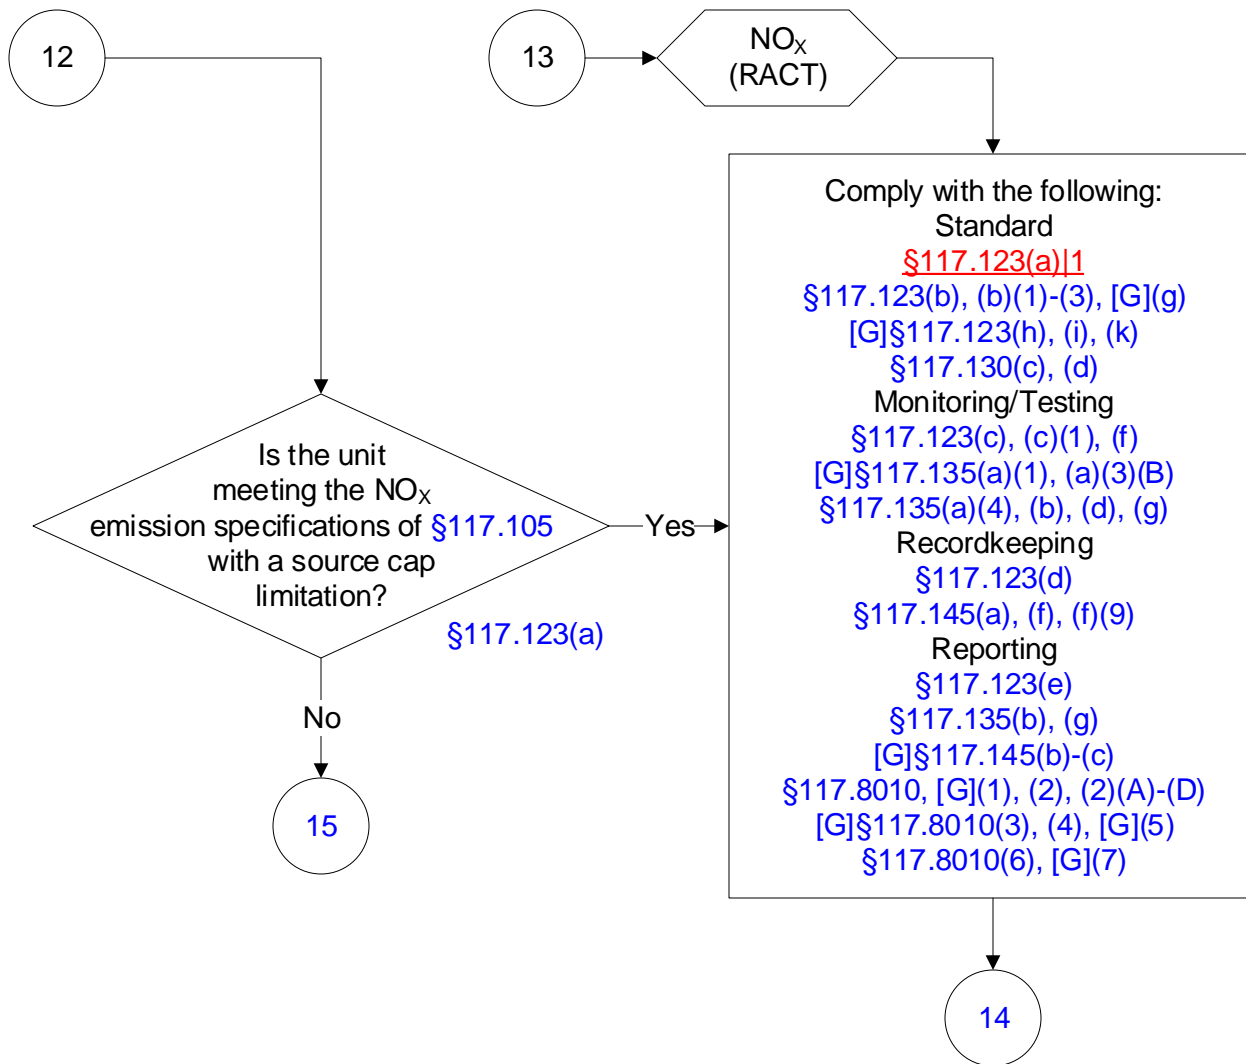 12
13
NOX
(RACT)
Comply with the following:
Standard
§117.123(a)|1
§117.123(b), (b)(1)-(3), [G](g)
[G]§117.123(h), (i), (k)
§117.130(c), (d)
Monitoring/Testing
§117.123(c), (c)(1), (f)
[G]§117.135(a)(1), (a)(3)(B)
§117.135(a)(4), (b), (d), (g)
Recordkeeping
§117.123(d)
§117.145(a), (f), (f)(9)
Reporting
§117.123(e)
§117.135(b), (g)
[G]§117.145(b)-(c)
§117.8010, [G](1), (2), (2)(A)-(D)
[G]§117.8010(3), (4), [G](5)
§117.8010(6), [G](7)
Is the unit
meeting the NOX
emission specifications of §117.105
with a source cap
limitation?
Yes
§117.123(a)
No
15
14